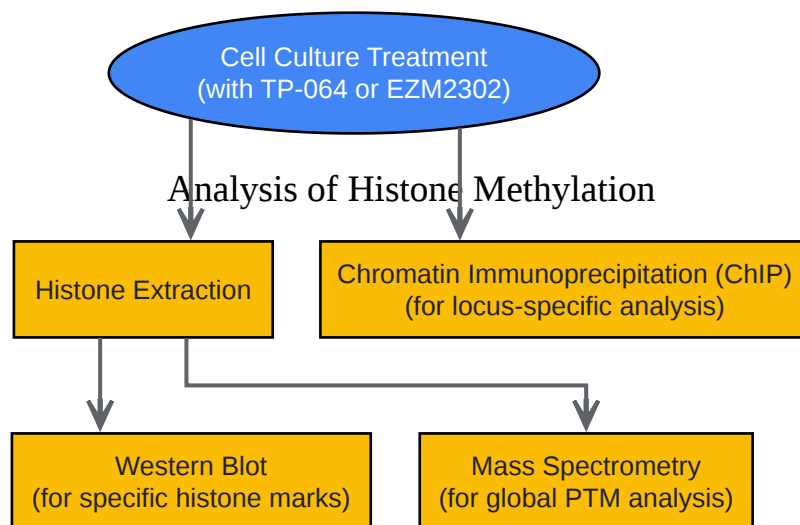 Cell Culture Treatment
(with TP-064 or EZM2302)
Analysis of Histone Methylation
Histone Extraction
Chromatin Immunoprecipitation (ChIP)
(for locus-specific analysis)
Western Blot
(for specific histone marks)
Mass Spectrometry
(for global PTM analysis)